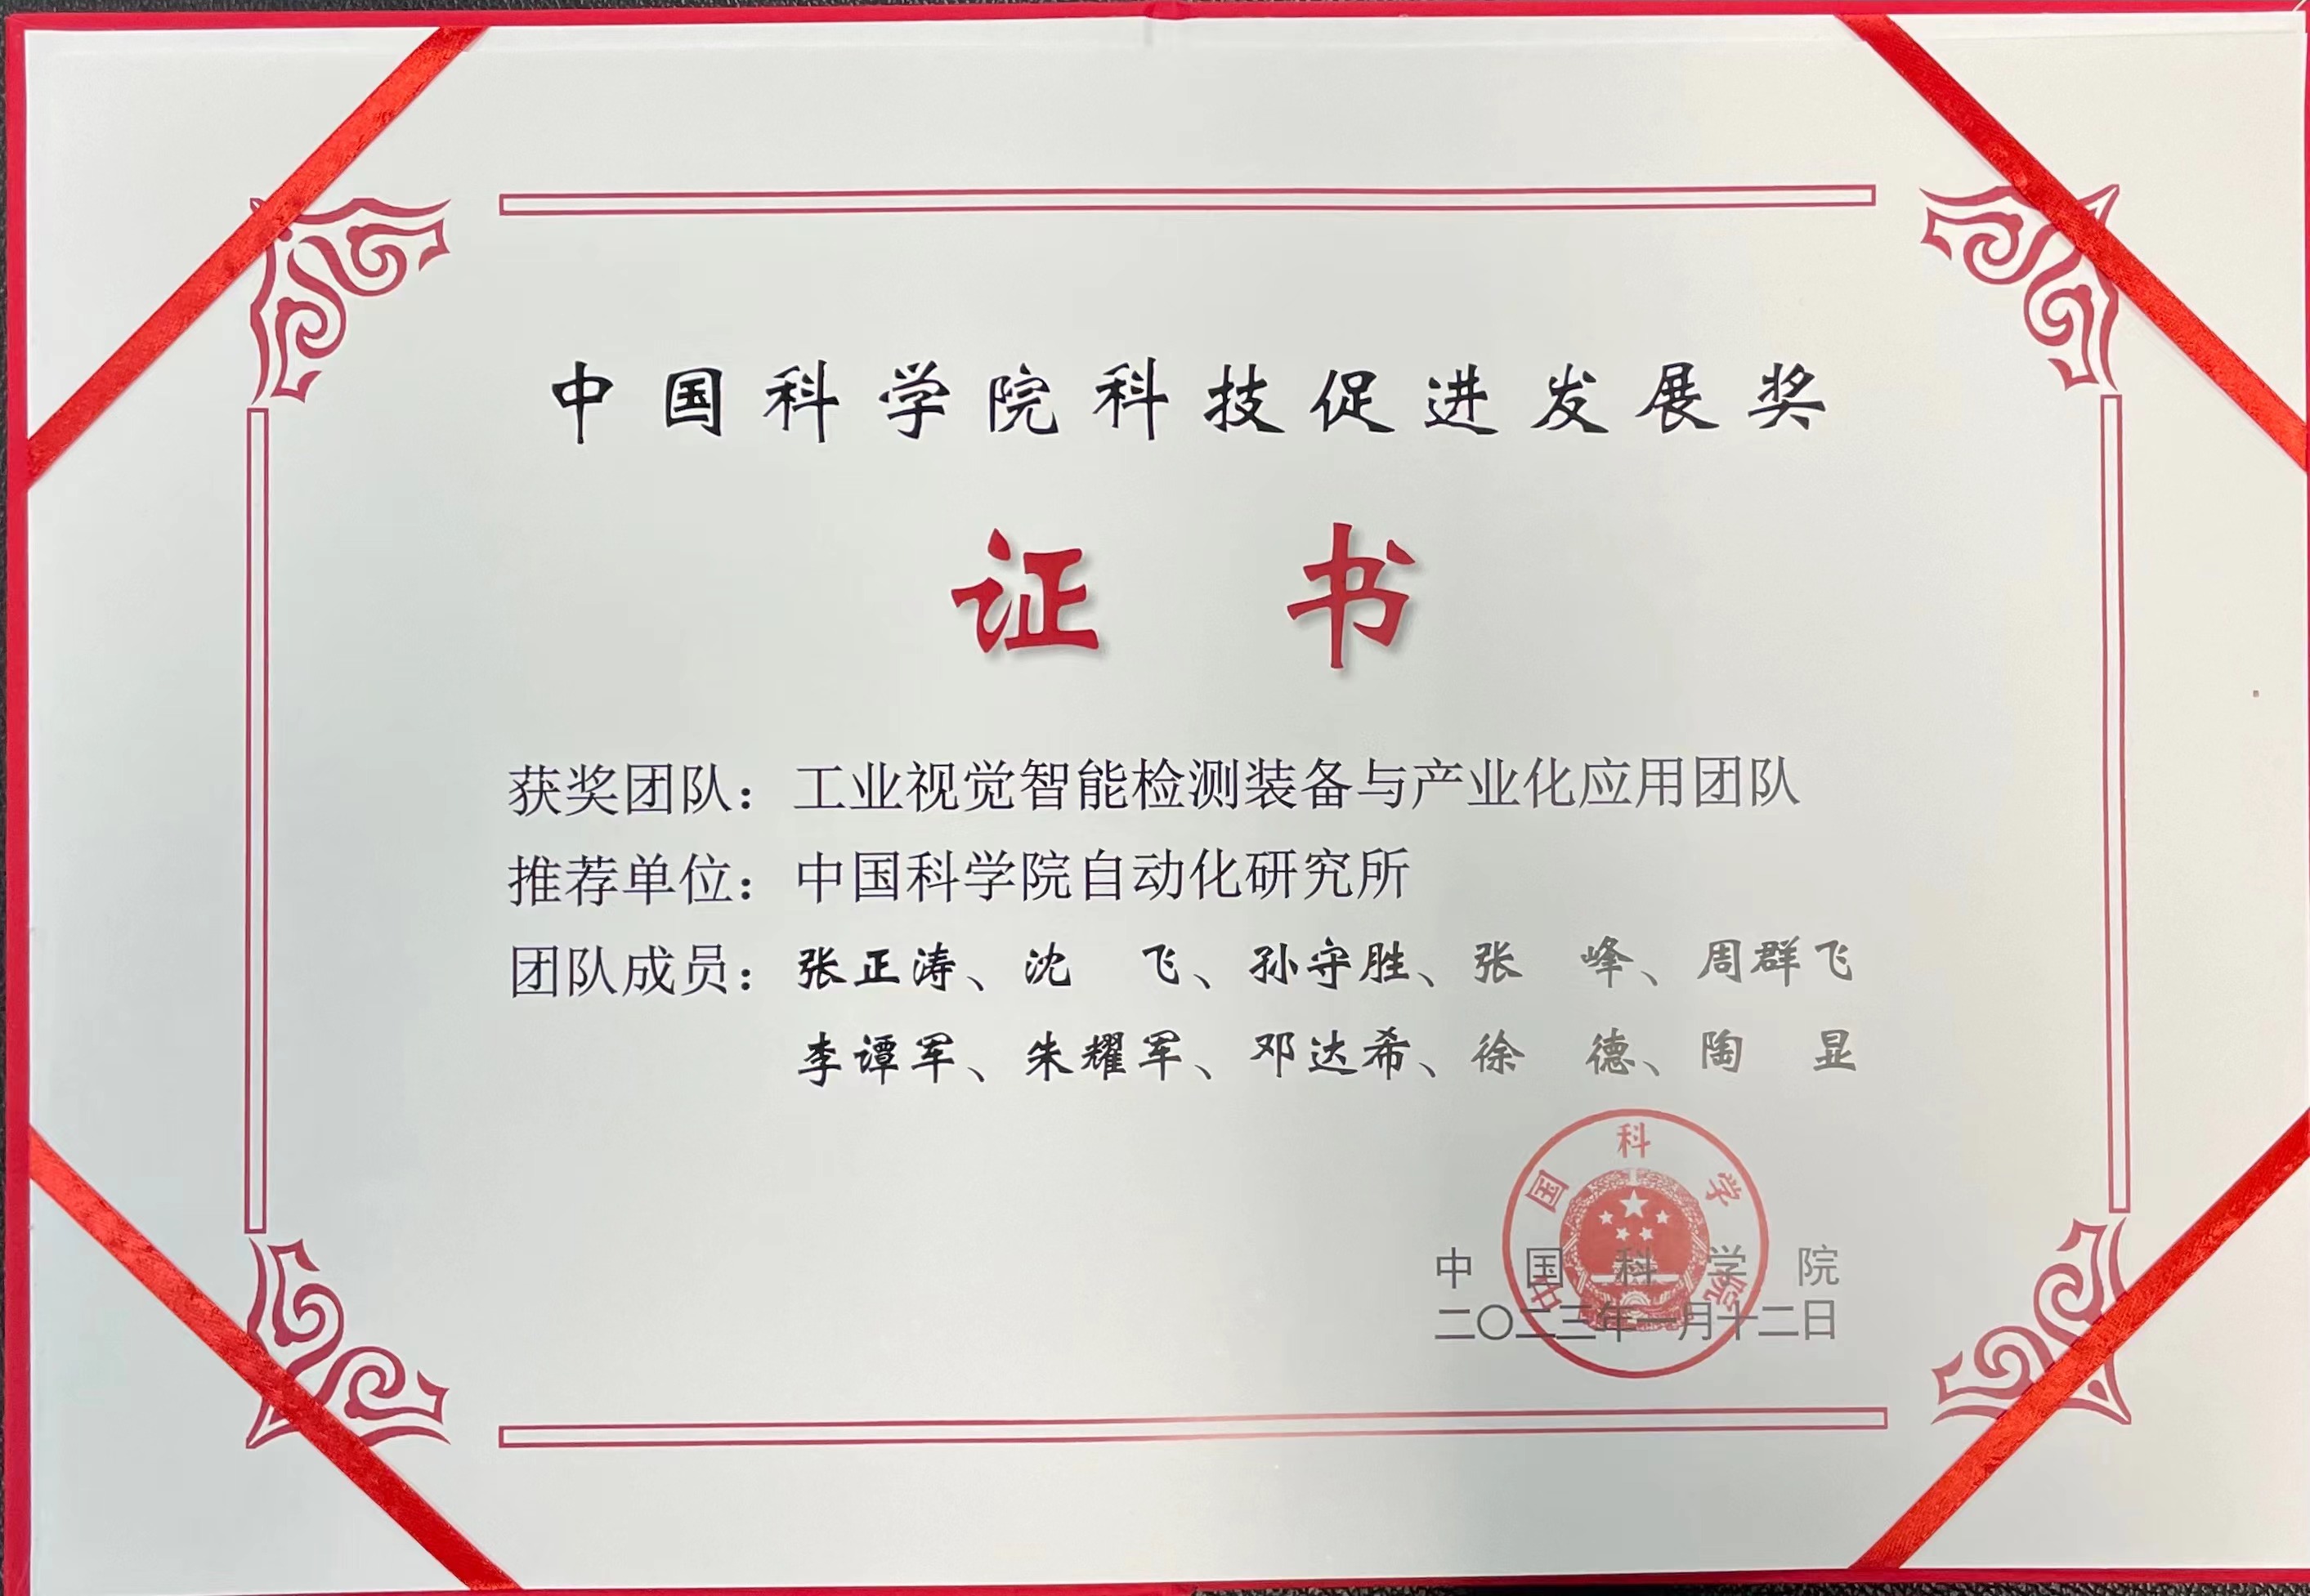 中国科学院科技促进发展奖
证 书
获奖团队：工业视觉智能检测装备与产业化应用团队
推荐单位：中国科学院自动化研究所
团队成员：张正涛、沈　飞、孙守胜、张　峰、周群飞
李谭军、朱耀军、邓达希、徐　德、陶　显
中国科学院
中 国 科 学 院
二〇二三年一月十二日